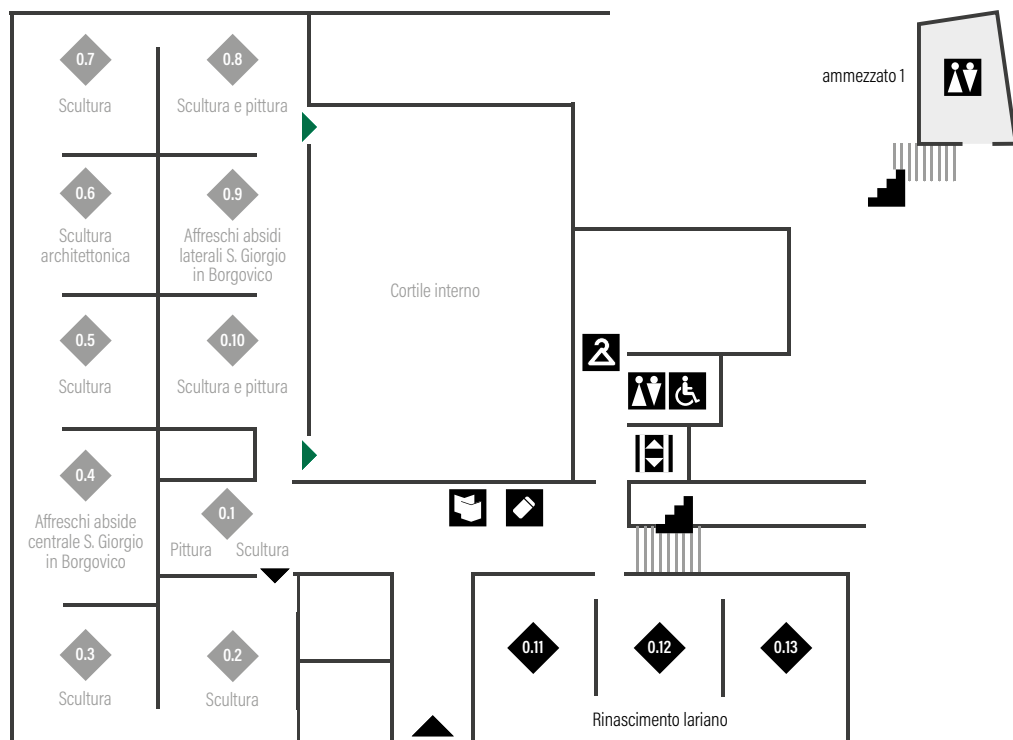 0.7
Scultura
0.8
Scultura e pittura
ammezzato 1
0.6
Scultura
architettonica
0.9
Affreschi absidi
laterali S. Giorgio
in Borgovico
Cortile interno
0.5
Scultura
0.10
Scultura e pittura
0.4
Affreschi abside
centrale S. Giorgio
in Borgovico
0.1
Pittura
Scultura
0.3
Scultura
0.2
Scultura
0.11
0.12
0.13
Rinascimento lariano